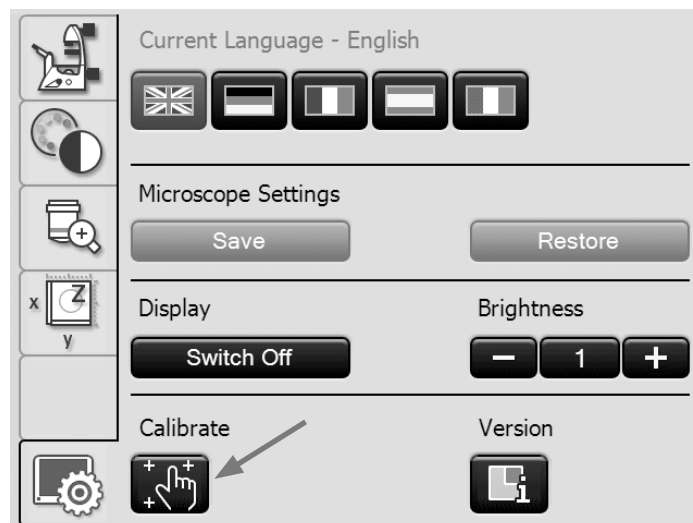 Current Language - English
Microscope Settings
Save Restore
Display Brightness
Switch Off − 1 +
x Z
y
Calibrate Version
i